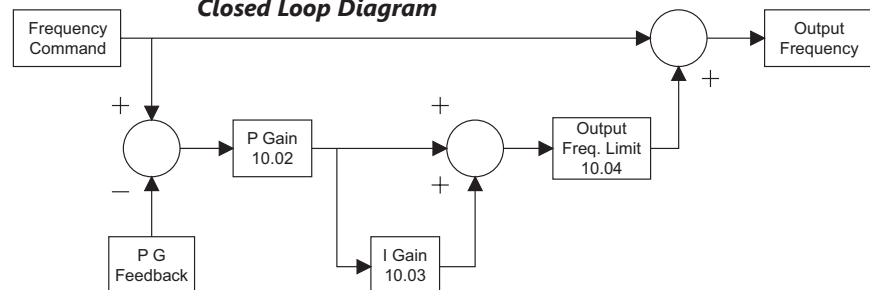 Closed Loop Diagram
Frequency
Command
+
Output
Frequency
+
+
P Gain
10.02
+
Output
Freq. Limit
10.04
−
+
P G
Feedback
I Gain
10.03